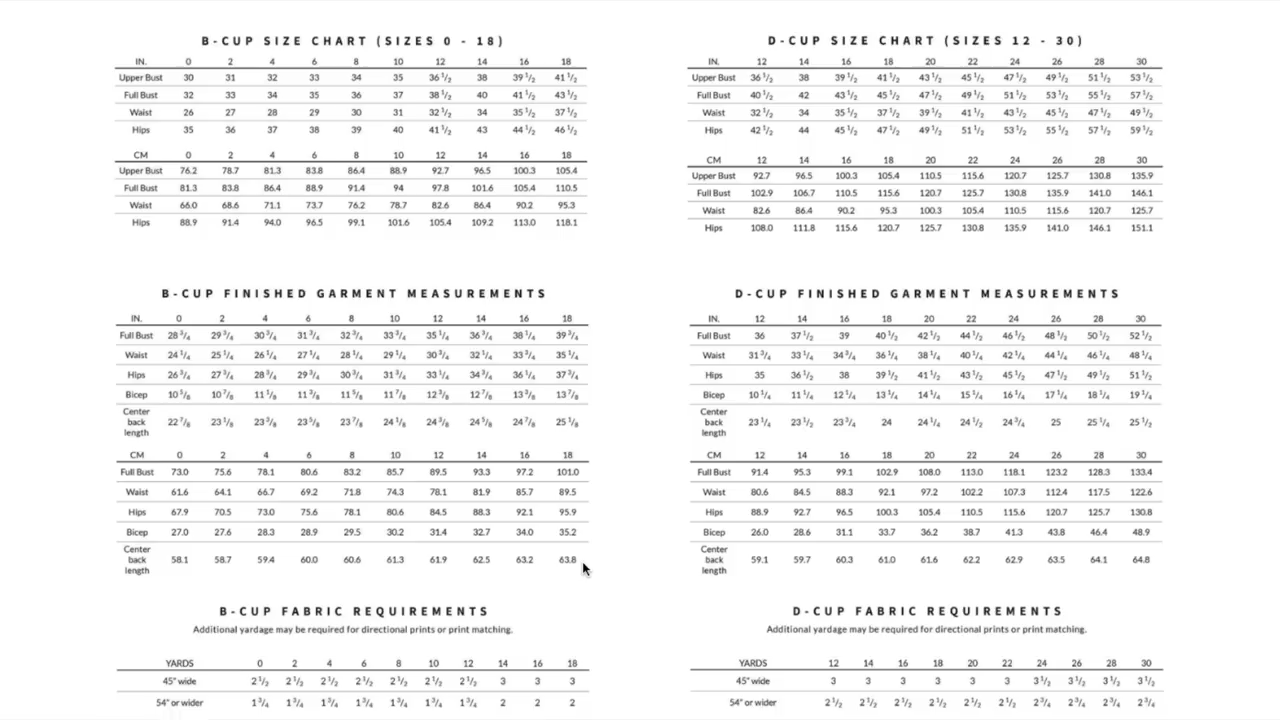 B-CUP SIZE CHART (SIZES 0 - 18)
IN. 0 2 4 6 8 10 12 14 16 18
Upper Bust 30 31 32 33 34 35 36 1/2 38 39 1/2 41 1/2
Full Bust 32 33 34 35 36 37 38 1/2 40 41 1/2 43 1/2
Waist 26 27 28 29 30 31 32 1/2 34 35 1/2 37 1/2
Hips 35 36 37 38 39 40 41 1/2 43 44 1/2 46 1/2
CM 0 2 4 6 8 10 12 14 16 18
Upper Bust 76.2 78.7 81.3 83.8 86.4 88.9 92.7 96.5 100.3 105.4
Full Bust 81.3 83.8 86.4 88.9 91.4 94 97.8 101.6 105.4 110.5
Waist 66.0 68.6 71.1 73.7 76.2 78.7 82.6 86.4 90.2 95.3
Hips 88.9 91.4 94.0 96.5 99.1 101.6 105.4 109.2 113.0 118.1
B-CUP FINISHED GARMENT MEASUREMENTS
IN. 0 2 4 6 8 10 12 14 16 18
Full Bust 28 3/4 29 3/4 30 3/4 31 3/4 32 3/4 33 3/4 35 1/4 36 3/4 38 1/4 39 3/4
Waist 24 1/4 25 1/4 26 1/4 27 1/4 28 1/4 29 1/4 30 3/4 32 1/4 33 3/4 35 1/4
Hips 26 3/4 27 3/4 28 3/4 29 3/4 30 3/4 31 3/4 33 1/4 34 3/4 36 1/4 37 3/4
Bicep 10 5/8 10 7/8 11 1/8 11 3/8 11 5/8 11 7/8 12 3/8 12 7/8 13 3/8 13 7/8
Center
back
length 22 7/8 23 1/8 23 3/8 23 5/8 23 7/8 24 1/8 24 3/8 24 5/8 24 7/8 25 1/8
CM 0 2 4 6 8 10 12 14 16 18
Full Bust 73.0 75.6 78.1 80.6 83.2 85.7 89.5 93.3 97.2 101.0
Waist 61.6 64.1 66.7 69.2 71.8 74.3 78.1 81.9 85.7 89.5
Hips 67.9 70.5 73.0 75.6 78.1 80.6 84.5 88.3 92.1 95.9
Bicep 27.0 27.6 28.3 28.9 29.5 30.2 31.4 32.7 34.0 35.2
Center
back
length 58.1 58.7 59.4 60.0 60.6 61.3 61.9 62.5 63.2 63.8
B-CUP FABRIC REQUIREMENTS
Additional yardage may be required for directional prints or print matching.
YARDS 0 2 4 6 8 10 12 14 16 18
45" wide 2 1/2 2 1/2 2 1/2 2 1/2 2 1/2 2 1/2 2 1/2 3 3 3
54" or wider 1 3/4 1 3/4 1 3/4 1 3/4 1 3/4 1 3/4 1 3/4 2 2 2
D-CUP SIZE CHART (SIZES 12 - 30)
IN. 12 14 16 18 20 22 24 26 28 30
Upper Bust 36 1/2 38 39 1/2 41 1/2 43 1/2 45 1/2 47 1/2 49 1/2 51 1/2 53 1/2
Full Bust 40 1/2 42 43 1/2 45 1/2 47 1/2 49 1/2 51 1/2 53 1/2 55 1/2 57 1/2
Waist 32 1/2 34 35 1/2 37 1/2 39 1/2 41 1/2 43 1/2 45 1/2 47 1/2 49 1/2
Hips 42 1/2 44 45 1/2 47 1/2 49 1/2 51 1/2 53 1/2 55 1/2 57 1/2 59 1/2
CM 12 14 16 18 20 22 24 26 28 30
Upper Bust 92.7 96.5 100.3 105.4 110.5 115.6 120.7 125.7 130.8 135.9
Full Bust 102.9 106.7 110.5 115.6 120.7 125.7 130.8 135.9 141.0 146.1
Waist 82.6 86.4 90.2 95.3 100.3 105.4 110.5 115.6 120.7 125.7
Hips 108.0 111.8 115.6 120.7 125.7 130.8 135.9 141.0 146.1 151.1
D-CUP FINISHED GARMENT MEASUREMENTS
IN. 12 14 16 18 20 22 24 26 28 30
Full Bust 36 37 1/2 39 40 1/2 42 1/2 44 1/2 46 1/2 48 1/2 50 1/2 52 1/2
Waist 31 3/4 33 1/4 34 3/4 36 1/4 38 1/4 40 1/4 42 1/4 44 1/4 46 1/4 48 1/4
Hips 35 36 1/2 38 39 1/2 41 1/2 43 1/2 45 1/2 47 1/2 49 1/2 51 1/2
Bicep 10 1/4 11 1/4 12 1/4 13 1/4 14 1/4 15 1/4 16 1/4 17 1/4 18 1/4 19 1/4
Center
back
length 23 1/4 23 1/2 23 3/4 24 24 1/4 24 1/2 24 3/4 25 25 1/4 25 1/2
CM 12 14 16 18 20 22 24 26 28 30
Full Bust 91.4 95.3 99.1 102.9 108.0 113.0 118.1 123.2 128.3 133.4
Waist 80.6 84.5 88.3 92.1 97.2 102.2 107.3 112.4 117.5 122.6
Hips 88.9 92.7 96.5 100.3 105.4 110.5 115.6 120.7 125.7 130.8
Bicep 26.0 28.6 31.1 33.7 36.2 38.7 41.3 43.8 46.4 48.9
Center
back
length 59.1 59.7 60.3 61.0 61.6 62.2 62.9 63.5 64.1 64.8
D-CUP FABRIC REQUIREMENTS
Additional yardage may be required for directional prints or print matching.
YARDS 12 14 16 18 20 22 24 26 28 30
45" wide 3 3 3 3 3 3 3 1/2 3 1/2 3 1/2 3 1/2
54" or wider 2 1/2 2 1/2 2 1/2 2 1/2 2 1/2 2 1/2 2 3/4 2 3/4 2 3/4 2 3/4